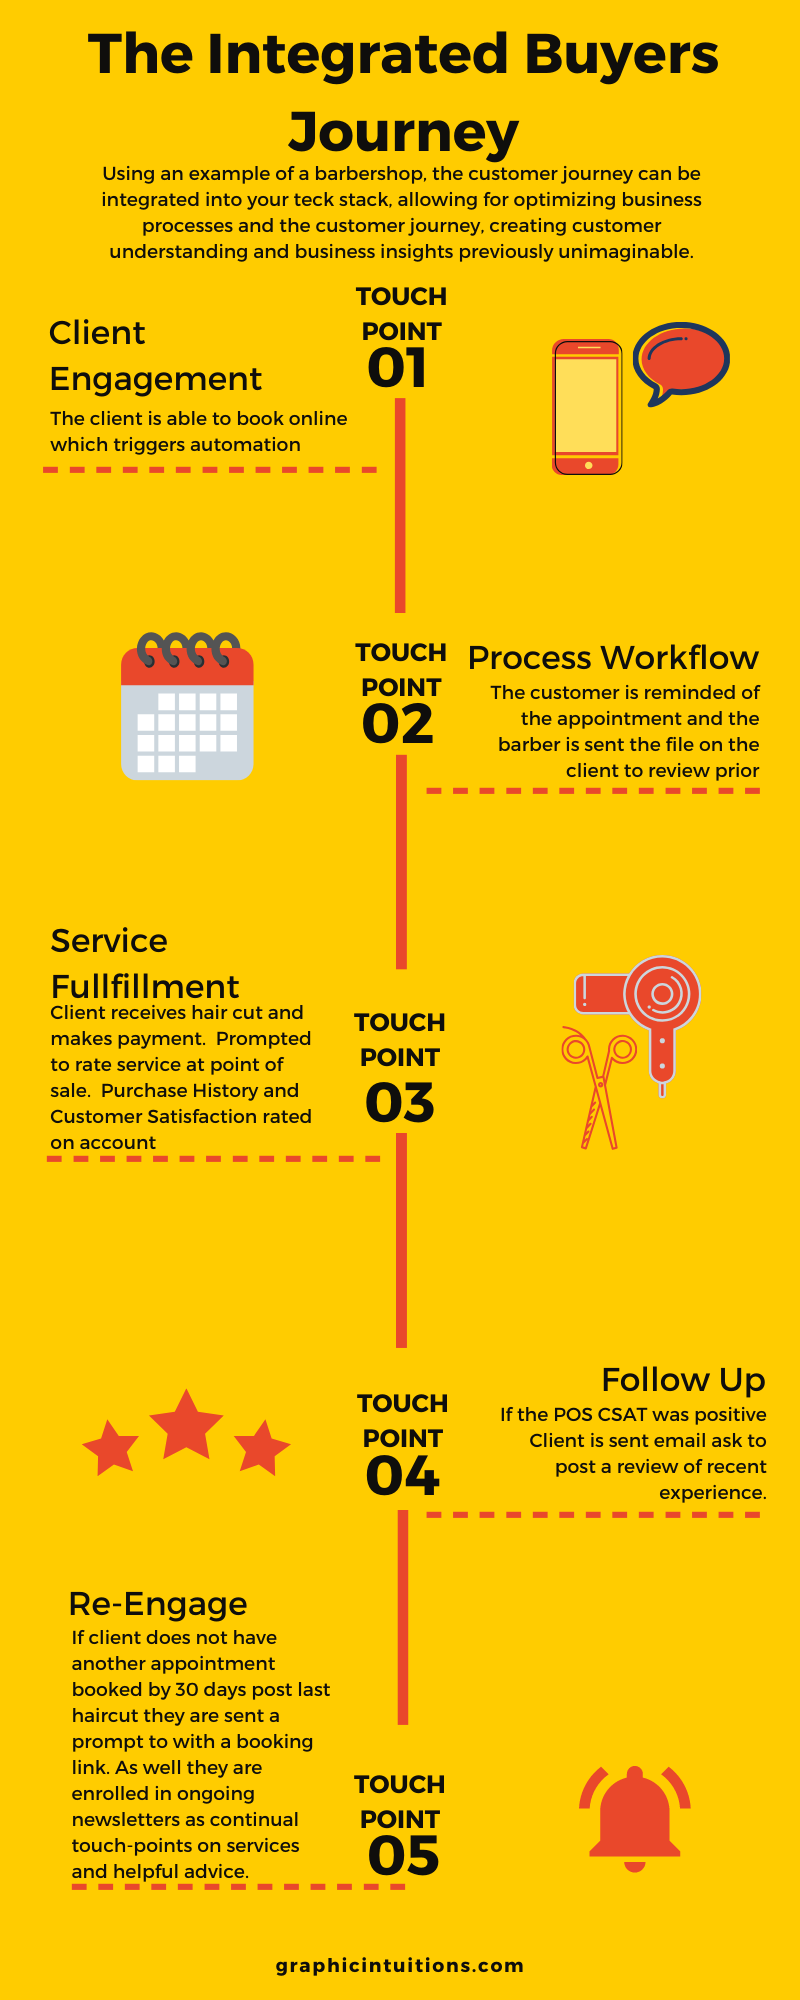 The Integrated Buyers
Journey
Using an example of a barbershop, the customer journey can be
integrated into your teck stack, allowing for optimizing business
processes and the customer journey, creating customer
understanding and business insights previously unimaginable.
TOUCH
POINT
01
Client
Engagement
The client is able to book online
which triggers automation
TOUCH
POINT
02
Process Workflow
The customer is reminded of
the appointment and the
barber is sent the file on the
client to review prior
Service
Fullfillment
Client receives hair cut and
makes payment.  Prompted
to rate service at point of
sale.  Purchase History and
Customer Satisfaction rated
on account
TOUCH
POINT
03
TOUCH
POINT
04
Follow Up
If the POS CSAT was positive
Client is sent email ask to
post a review of recent
experience.
Re-Engage
If client does not have
another appointment
booked by 30 days post last
haircut they are sent a
prompt to with a booking
link. As well they are
enrolled in ongoing
newsletters as continual
touch-points on services
and helpful advice.
TOUCH
POINT
05
graphicintuitions.com